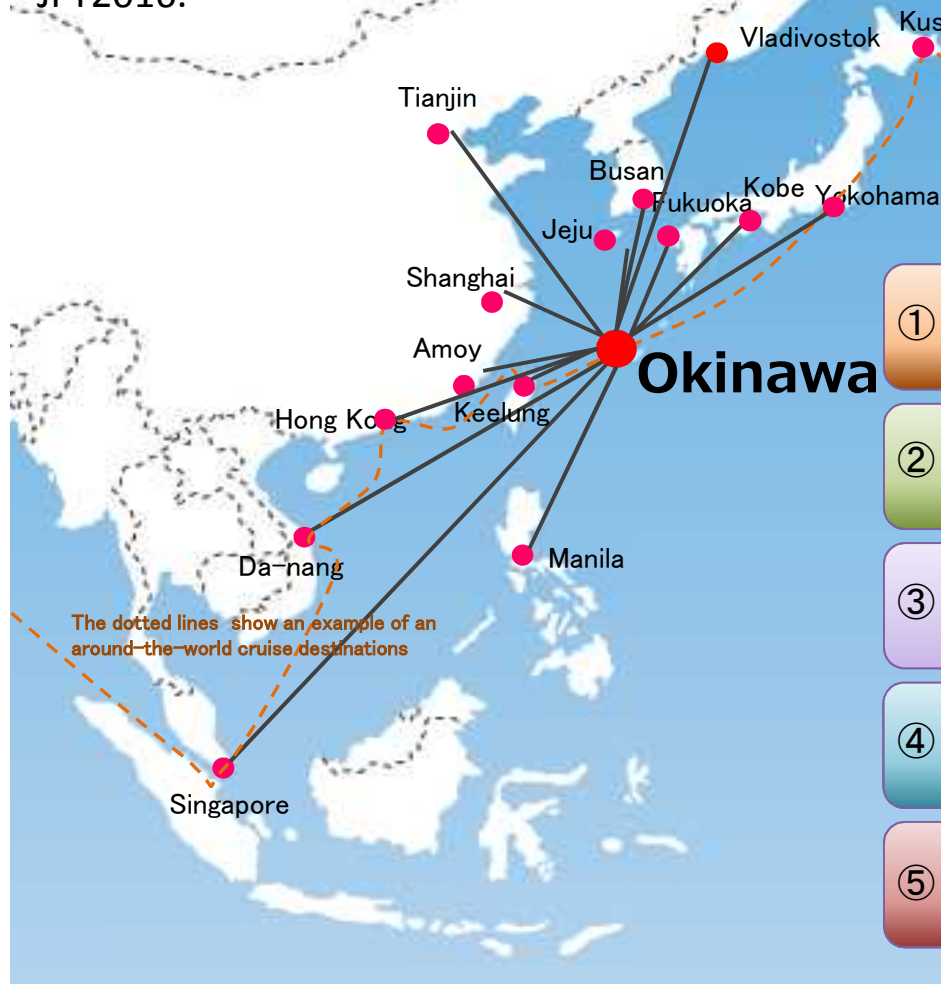 Kus
Vladivostok
Tianjin
Busan
Kobe
Fukuoka
Yokohama
Jeju
Shanghai
①
Amoy
Okinawa
Hong Kong
Keelung
②
Da-nang
Manila
③
The dotted lines show an example of an
around-the-world cruise destinations
④
Singapore
⑤